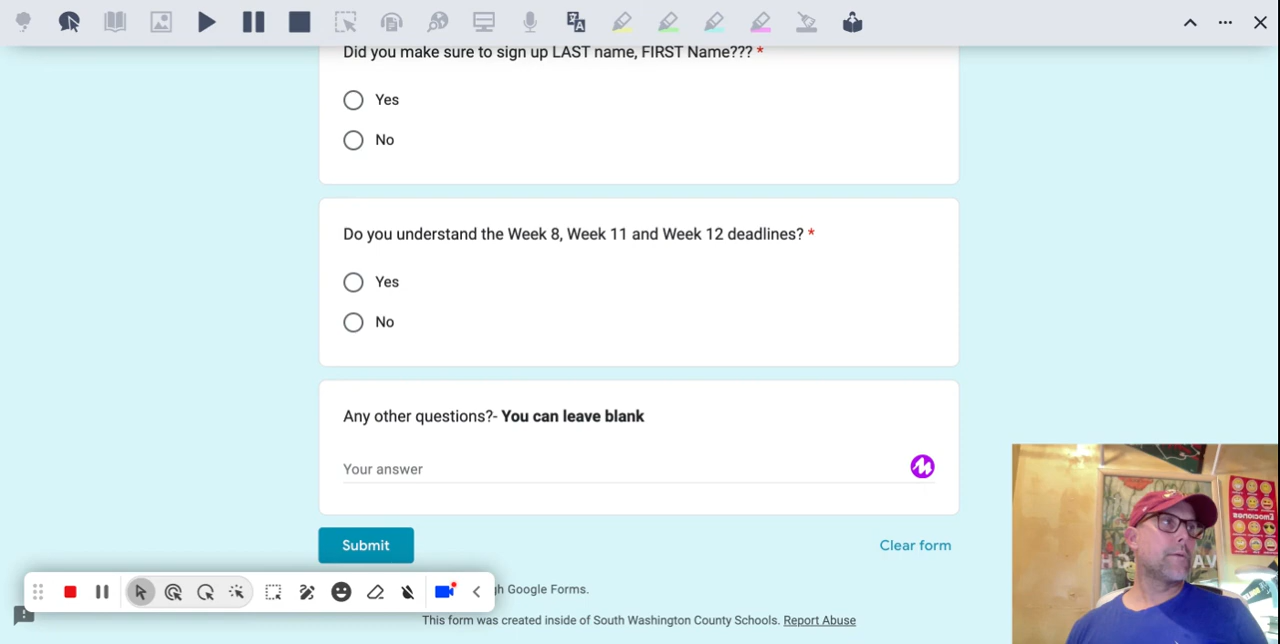 Did you make sure to sign up LAST name, FIRST Name??? *
Yes
No
Do you understand the Week 8, Week 11 and Week 12 deadlines? *
Yes
No
Any other questions?- You can leave blank
Your answer
Submit
Clear form
gh Google Forms.
This form was created inside of South Washington County Schools. Report Abuse
Emociones